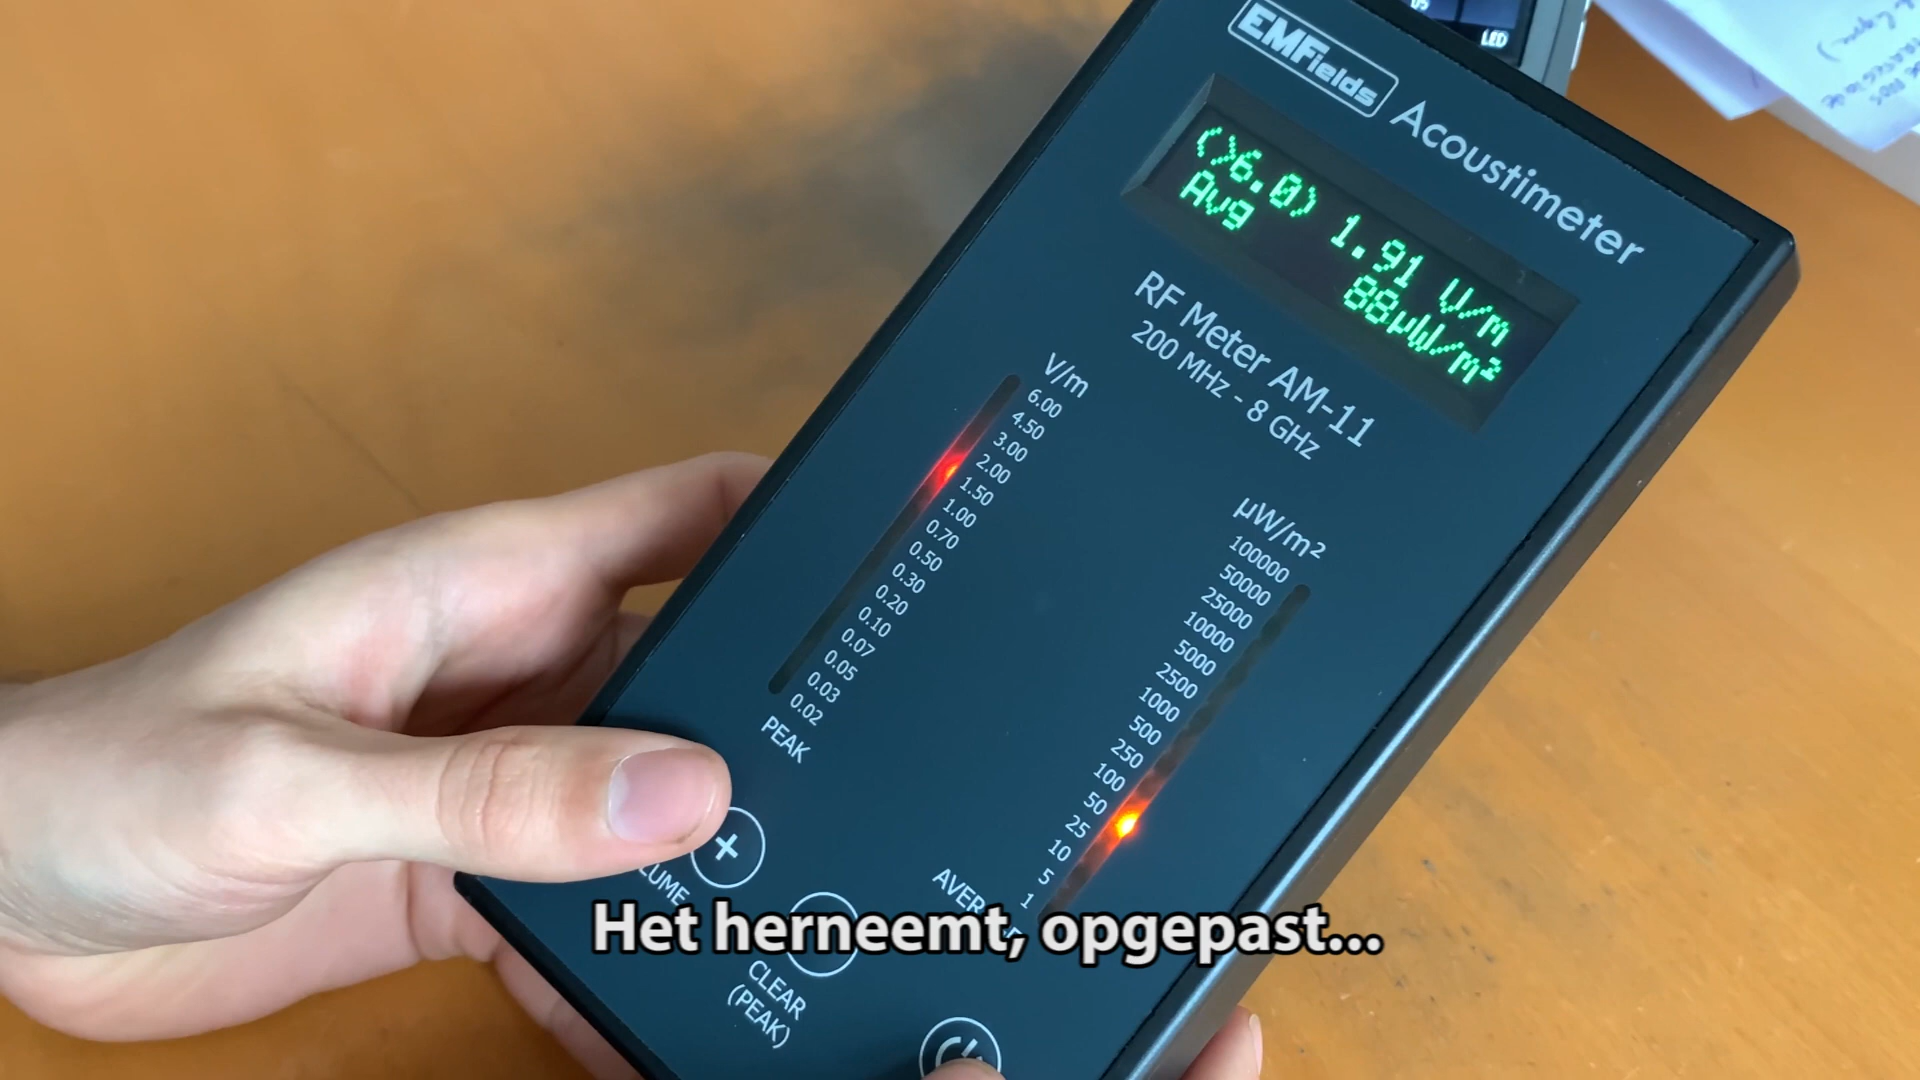 EMFields Acoustimeter
(>6.0) 1.91 V/m
Avg 88µW/m²
RF Meter AM-11
200 MHz - 8 GHz
V/m
6.00
4.50
3.00
2.00
1.50
1.00
0.70
0.50
0.30
0.20
0.10
0.07
0.05
0.03
0.02
PEAK
µW/m²
100000
50000
25000
10000
5000
2500
1000
500
250
100
50
25
10
5
1
+
CLEAR
(PEAK)
LED
Het herneemt, opgepast...